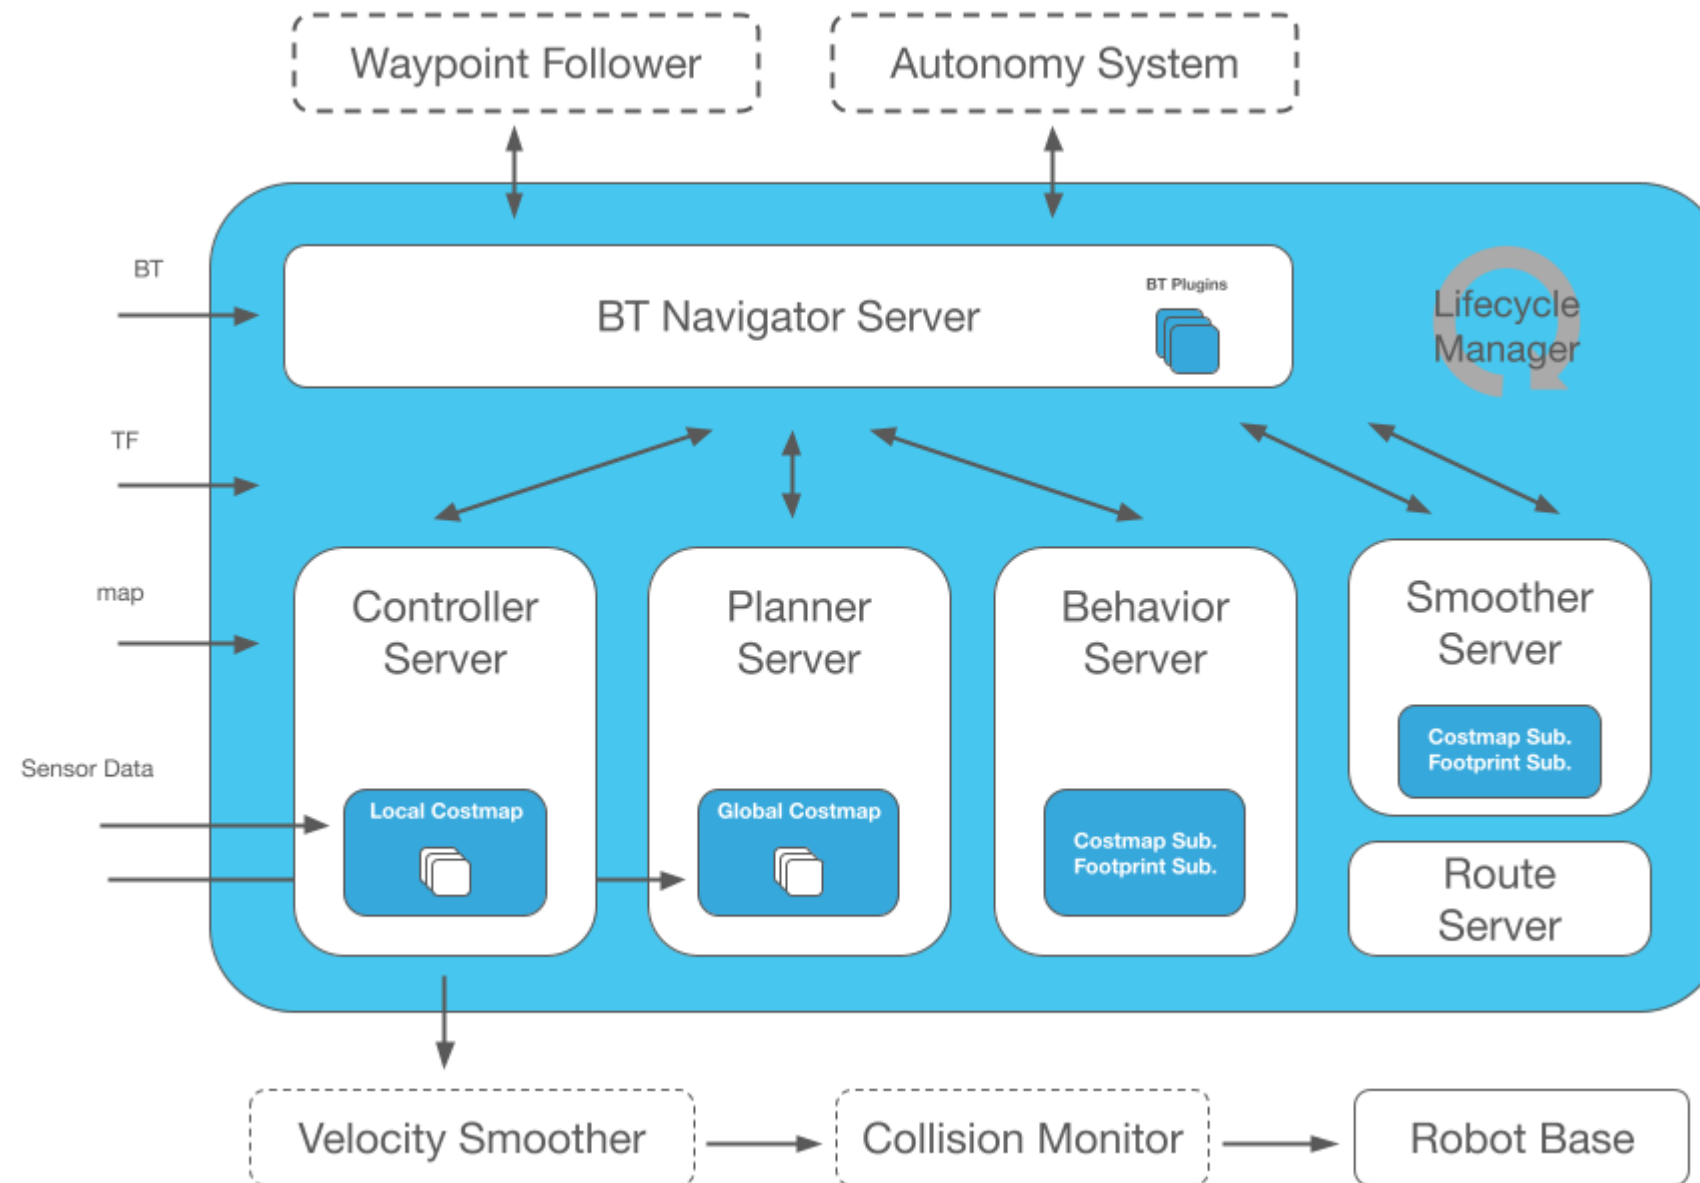 Waypoint Follower
Autonomy System
BT
BT Plugins
BT Navigator Server
Lifecycle
Manager
TF
map
Controller
Server
Planner
Server
Behavior
Server
Smoother
Server
Costmap Sub.
Footprint Sub.
Sensor Data
Local Costmap
Global Costmap
Costmap Sub.
Footprint Sub.
Route
Server
Velocity Smoother
Collision Monitor
Robot Base